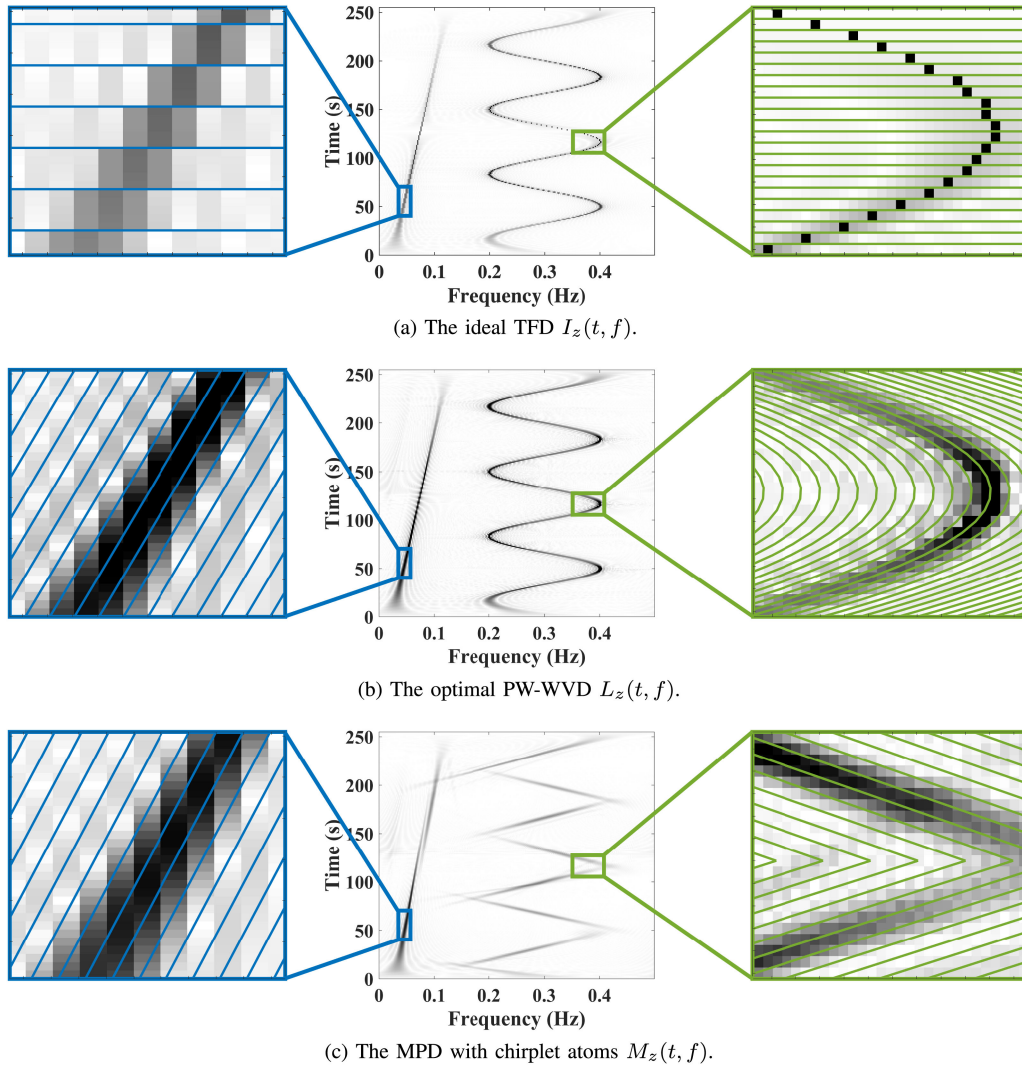 250
200
150
100
50
0
Time (s)
0 0.1 0.2 0.3 0.4
Frequency (Hz)
(a) The ideal TFD I_z(t, f).
250
200
150
100
50
0
Time (s)
0 0.1 0.2 0.3 0.4
Frequency (Hz)
(b) The optimal PW-WVD L_z(t, f).
250
200
150
100
50
0
Time (s)
0 0.1 0.2 0.3 0.4
Frequency (Hz)
(c) The MPD with chirplet atoms M_z(t, f).